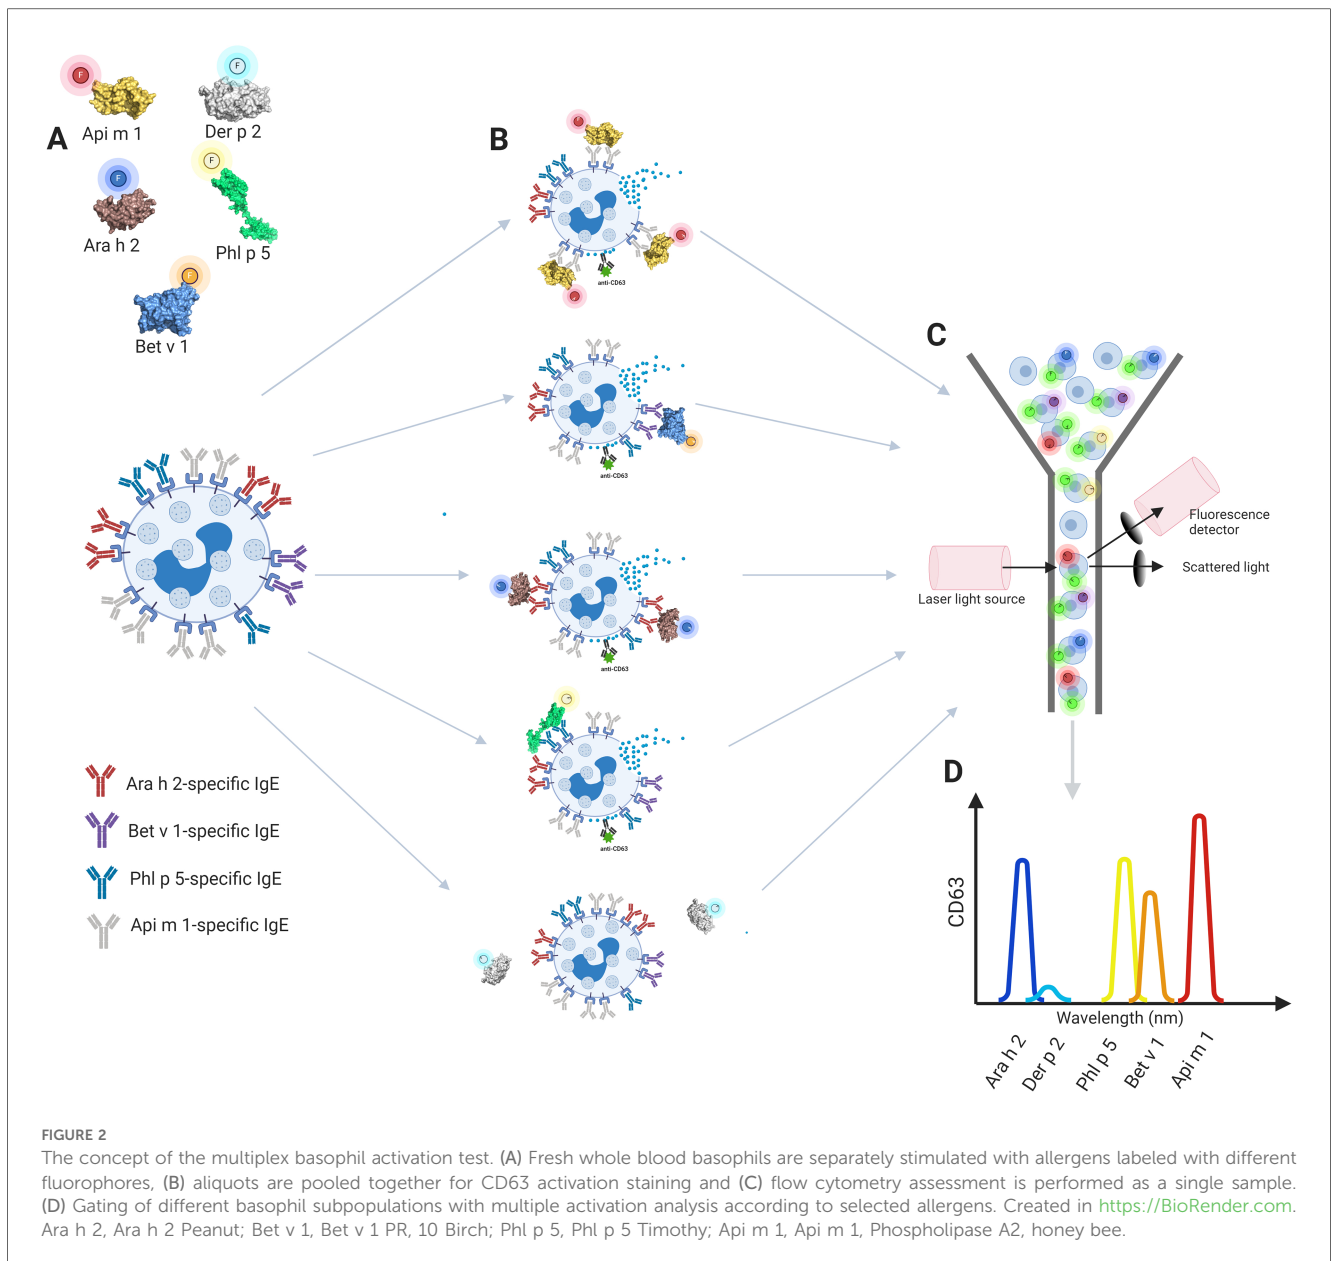 A
F
Api m 1
F
Der p 2
F
Ara h 2
F
Phl p 5
F
Bet v 1
Ara h 2-specific IgE
Bet v 1-specific IgE
Phl p 5-specific IgE
Api m 1-specific IgE
B
anti-CD63
anti-CD63
anti-CD63
anti-CD63
C
Laser light source
Fluorescence
detector
Scattered light
D
CD63
Wavelength (nm)
Ara h 2
Der p 2
Phl p 5
Bet v 1
Api m 1
FIGURE 2
The concept of the multiplex basophil activation test. (A) Fresh whole blood basophils are separately stimulated with allergens labeled with different
fluorophores, (B) aliquots are pooled together for CD63 activation staining and (C) flow cytometry assessment is performed as a single sample.
(D) Gating of different basophil subpopulations with multiple activation analysis according to selected allergens. Created in https://BioRender.com.
Ara h 2, Ara h 2 Peanut; Bet v 1, Bet v 1 PR, 10 Birch; Phl p 5, Phl p 5 Timothy; Api m 1, Api m 1, Phospholipase A2, honey bee.